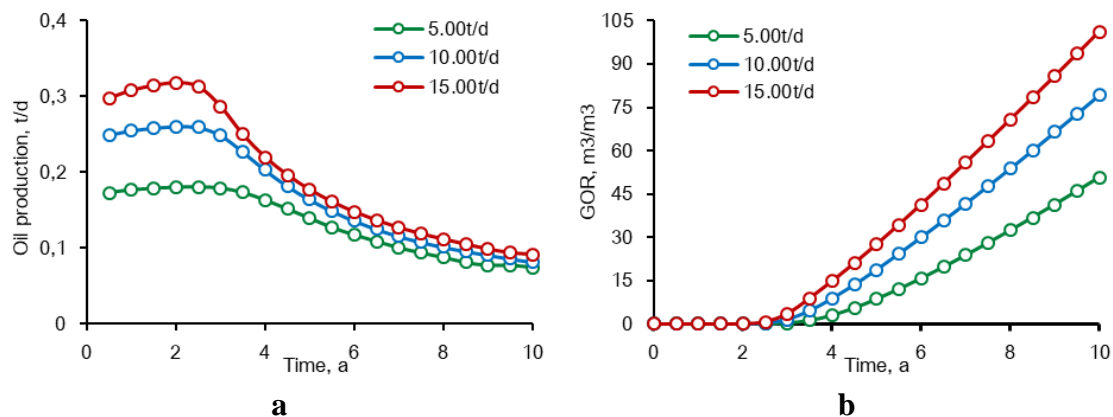 0,4
0,3
0,2
0,1
0
Oil production, t/d
5.00t/d
10.00t/d
15.00t/d
0 2 4 6 8 10
Time, a
a
105
90
75
60
45
30
15
0
GOR, m3/m3
5.00t/d
10.00t/d
15.00t/d
0 2 4 6 8 10
Time, a
b